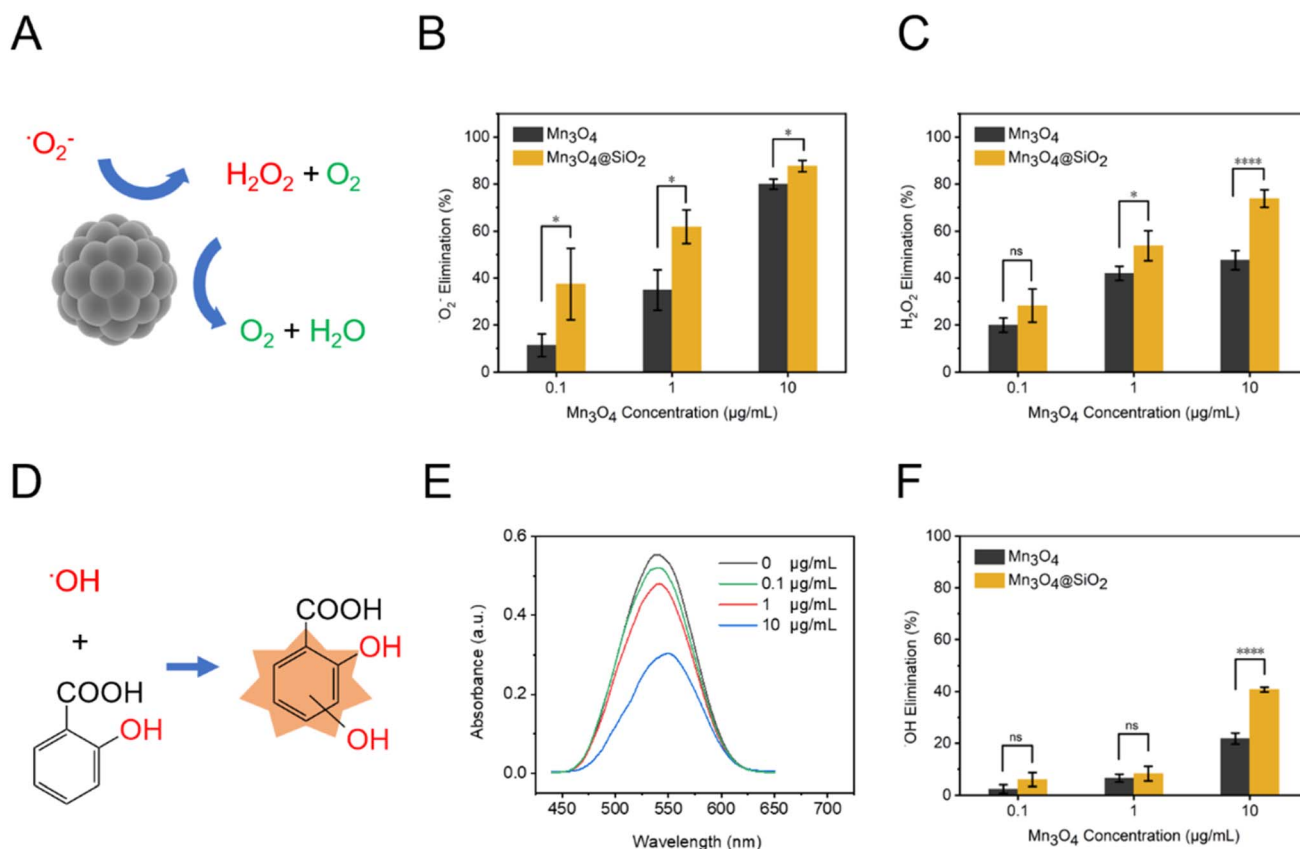 A
·O₂⁻
H₂O₂ + O₂
O₂ + H₂O
B
Mn₃O₄
Mn₃O₄@SiO₂
100
80
60
40
20
0
·O₂⁻ Elimination (%)
*
*
*
0.1
1
10
Mn₃O₄ Concentration (μg/mL)
C
Mn₃O₄
Mn₃O₄@SiO₂
100
80
60
40
20
0
H₂O₂ Elimination (%)
ns
*
****
0.1
1
10
Mn₃O₄ Concentration (μg/mL)
D
·OH
+
COOH
OH
COOH
OH
OH
E
0.6
0.4
0.2
0.0
Absorbance (a.u.)
0 μg/mL
0.1 μg/mL
1 μg/mL
10 μg/mL
450
500
550
600
650
700
Wavelength (nm)
F
Mn₃O₄
Mn₃O₄@SiO₂
100
80
60
40
20
0
·OH Elimination (%)
ns
ns
****
0.1
1
10
Mn₃O₄ Concentration (μg/mL)